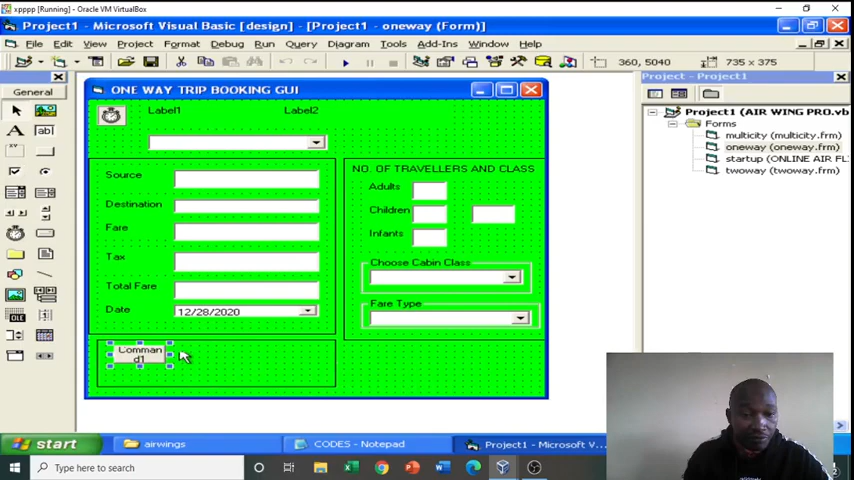 xpppp [Running] - Oracle VM VirtualBox
Project1 - Microsoft Visual Basic [design] - [Project1 - oneway (Form)]
File Edit View Project Format Debug Run Query Diagram Tools Add-Ins Window Help
360, 5040
735 x 375
General
A
ab|
xv
OLE
ONE WAY TRIP BOOKING GUI
Label1 Label2
Source
Destination
Fare
Tax
Total Fare
Date 12/28/2020
Comman
d1
NO. OF TRAVELLERS AND CLASS
Adults
Children
Infants
Choose Cabin Class
Fare Type
Project - Project1
Project1 (AIR WING PRO.vb
Forms
multicity (multicity.frm)
oneway (oneway.frm)
startup (ONLINE AIR FL
twoway (twoway.frm)
start
airwings
CODES - Notepad
Project1 - Microsoft V...
Type here to search